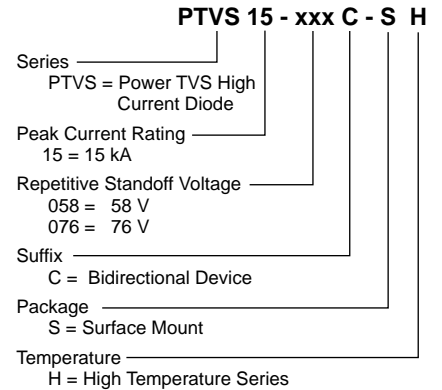 PTVS 15 - xxx C - S H
Series
PTVS = Power TVS High
Current Diode
Peak Current Rating
15 = 15 kA
Repetitive Standoff Voltage
058 = 58 V
076 = 76 V
Suffix
C = Bidirectional Device
Package
S = Surface Mount
Temperature
H = High Temperature Series